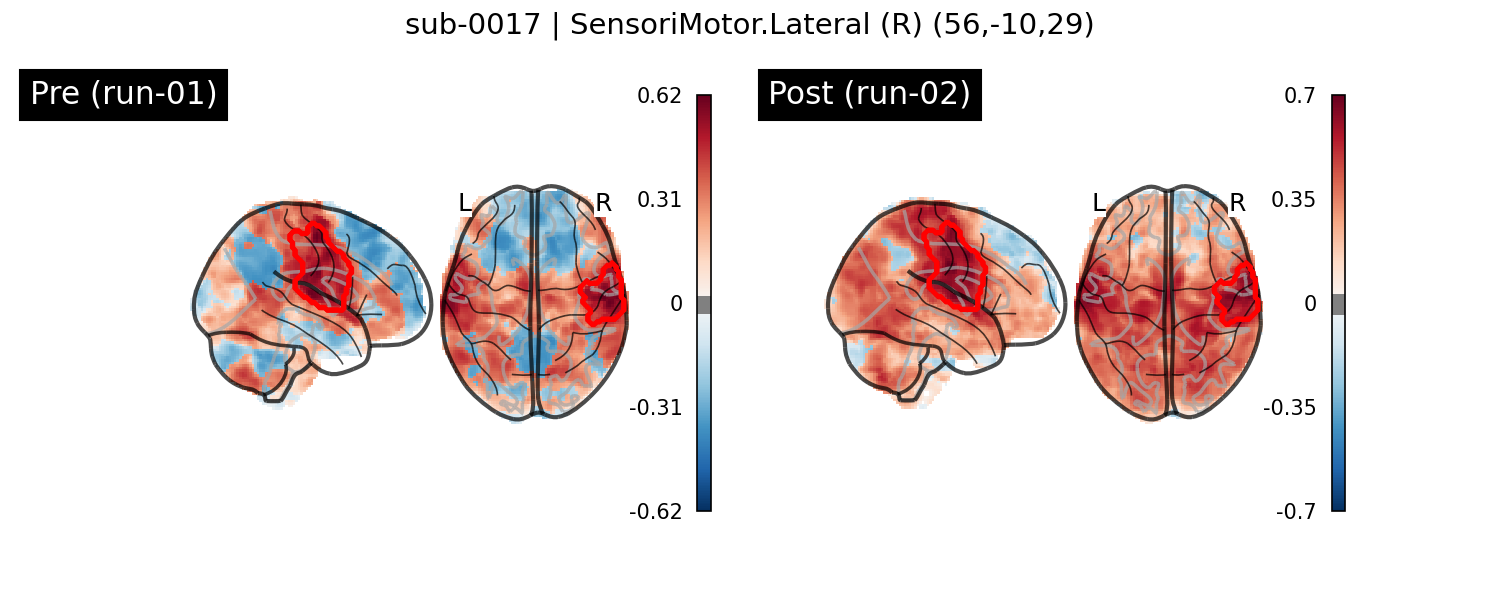 sub-0017 | SensoriMotor.Lateral (R) (56,-10,29)
Pre (run-01)
L
R
0.62
0.31
0
-0.31
-0.62
Post (run-02)
L
R
0.7
0.35
0
-0.35
-0.7